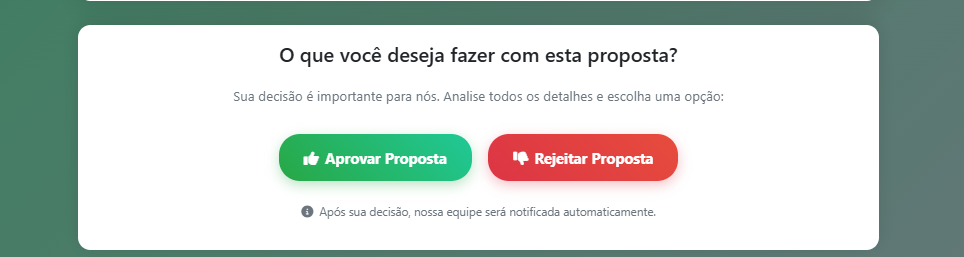 O que você deseja fazer com esta proposta?
Sua decisão é importante para nós. Analise todos os detalhes e escolha uma opção:
Aprovar Proposta
Rejeitar Proposta
Após sua decisão, nossa equipe será notificada automaticamente.